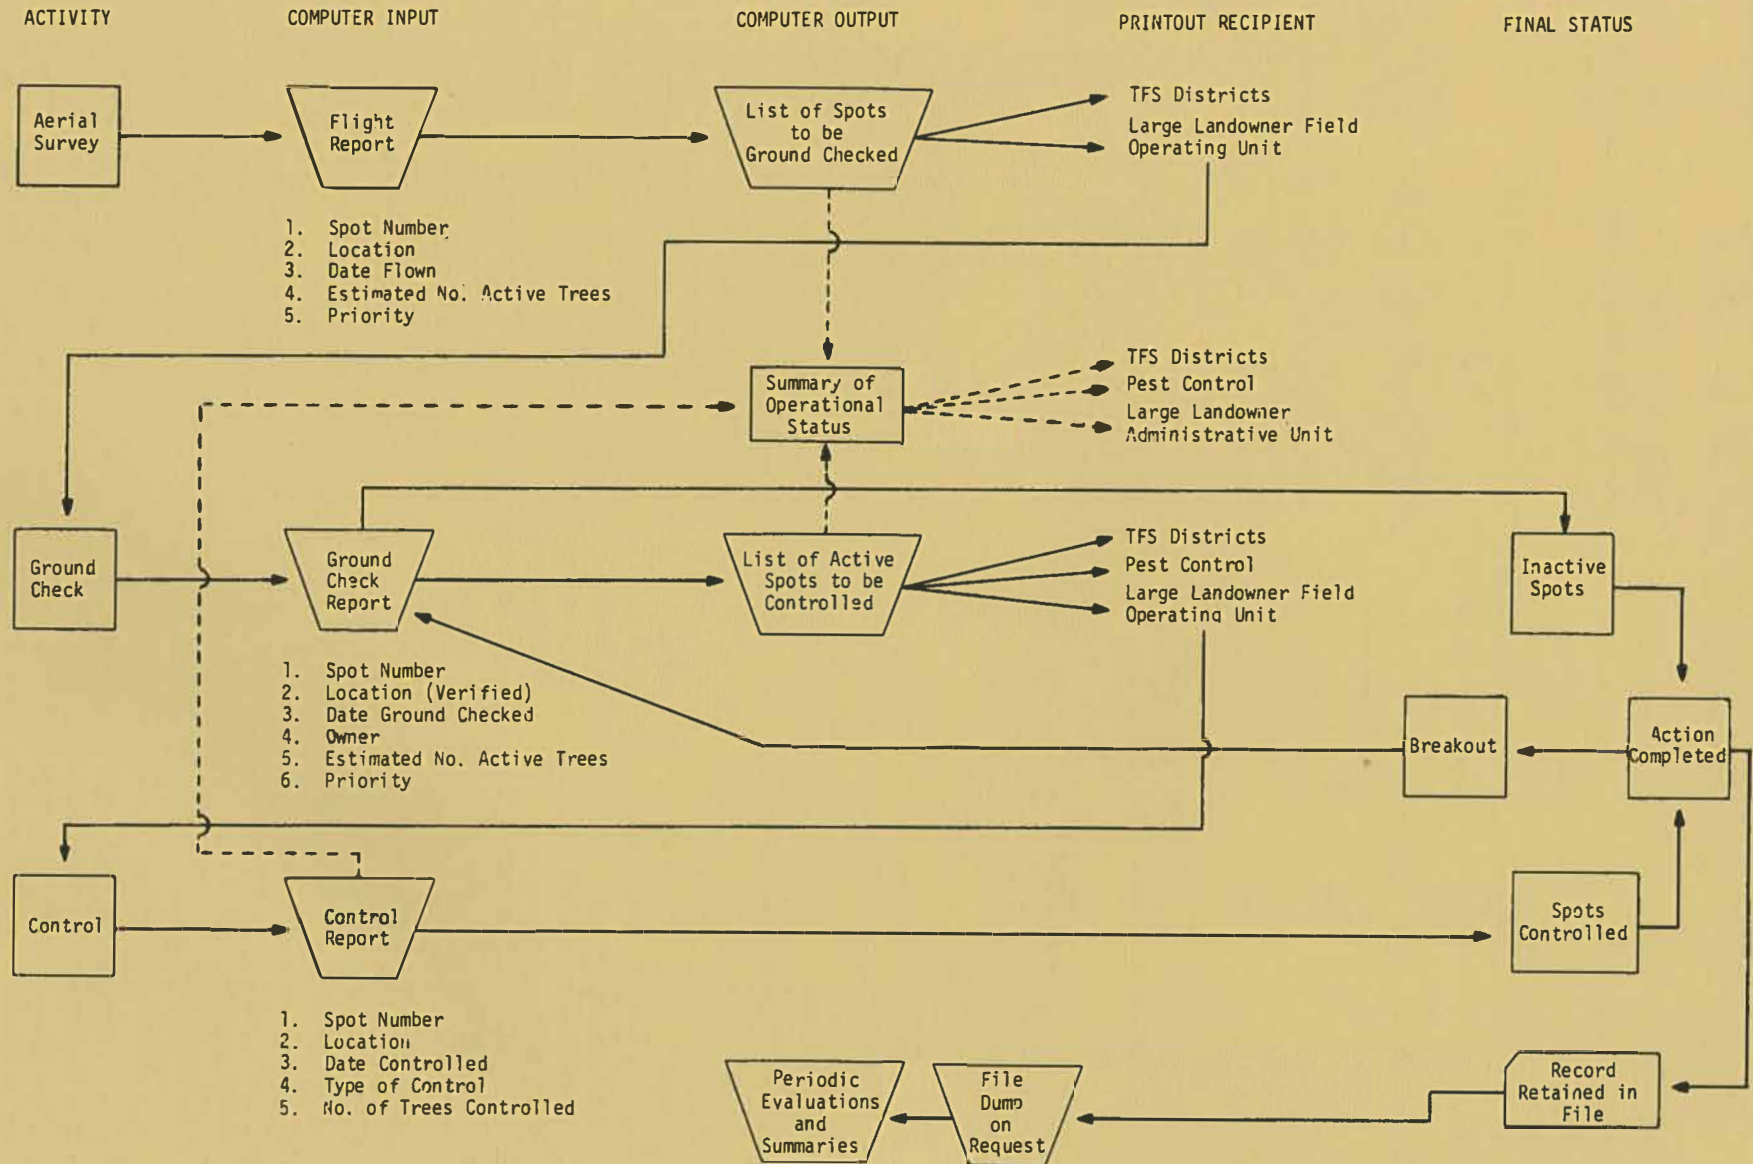 ACTIVITY
COMPUTER INPUT
COMPUTER OUTPUT
PRINTOUT RECIPIENT
FINAL STATUS
Aerial
Survey
Flight
Report
List of Spots
to be
Ground Checked
TFS Districts
Large Landowner Field
Operating Unit
1. Spot Number
2. Location
3. Date Flown
4. Estimated No. Active Trees
5. Priority
Summary of
Operational
Status
TFS Districts
Pest Control
Large Landowner
Administrative Unit
Ground
Check
Ground
Check
Report
List of Active
Spots to be
Controlled
TFS Districts
Pest Control
Large Landowner Field
Operating Unit
Inactive
Spots
1. Spot Number
2. Location (Verified)
3. Date Ground Checked
4. Owner
5. Estimated No. Active Trees
6. Priority
Breakout
Action
Completed
Control
Control
Report
Spots
Controlled
1. Spot Number
2. Location
3. Date Controlled
4. Type of Control
5. No. of Trees Controlled
Periodic
Evaluations
and
Summaries
File
Dump
on
Request
Record
Retained in
File